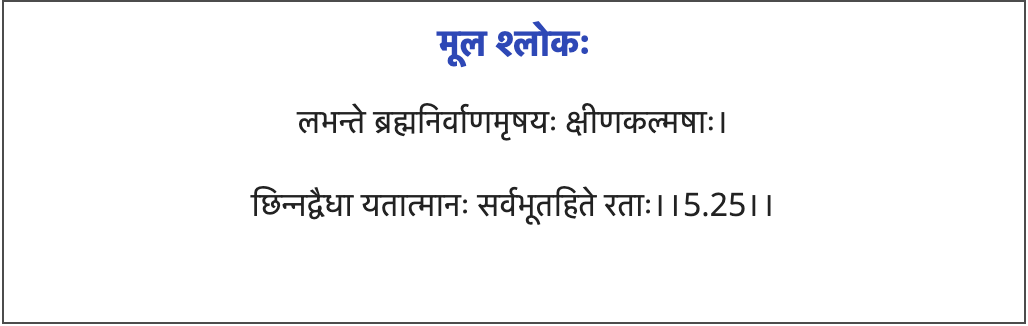 मूल श्लोकः
लभन्ते ब्रह्मनिर्वाणमृषयः क्षीणकल्मषाः।
छिन्नद्वैधा यतात्मानः सर्वभूतहिते रताः।।5.25।।